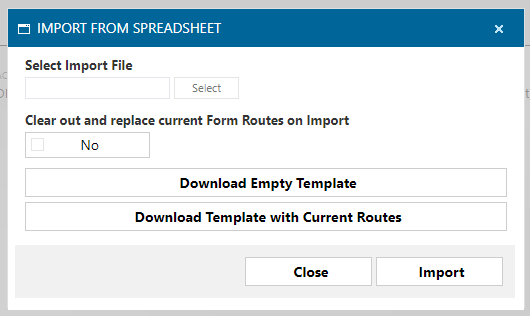 IMPORT FROM SPREADSHEET
Select Import File
Select
Clear out and replace current Form Routes on Import
No
Download Empty Template
Download Template with Current Routes
Close
Import